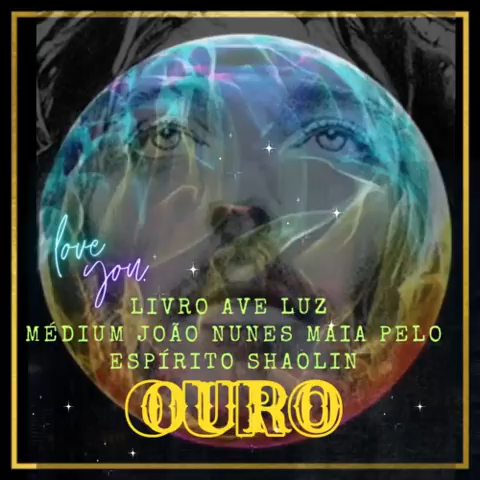 love
you.
LIVRO AVE LUZ
MÉDIUM JOÃO NUNES MAIA PELO
ESPÍRITO SHAOLIN
OURO